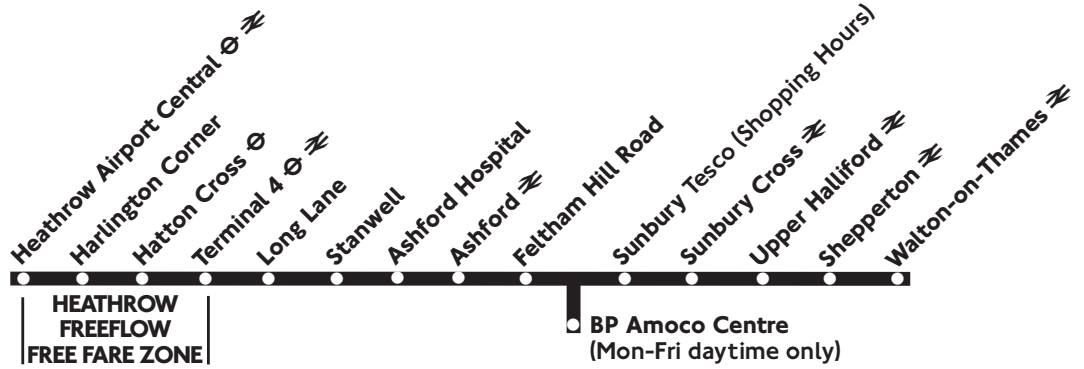 Heathrow Airport Central
Harlington Corner
Hatton Cross
Terminal 4
Long Lane
Stanwell
Ashford Hospital
Ashford
Feltham Hill Road
Sunbury Tesco (Shopping Hours)
Sunbury Cross
Upper Halliford
Shepperton
Walton-on-Thames
HEATHROW
FREEFLOW
FREE FARE ZONE
BP Amoco Centre
(Mon-Fri daytime only)